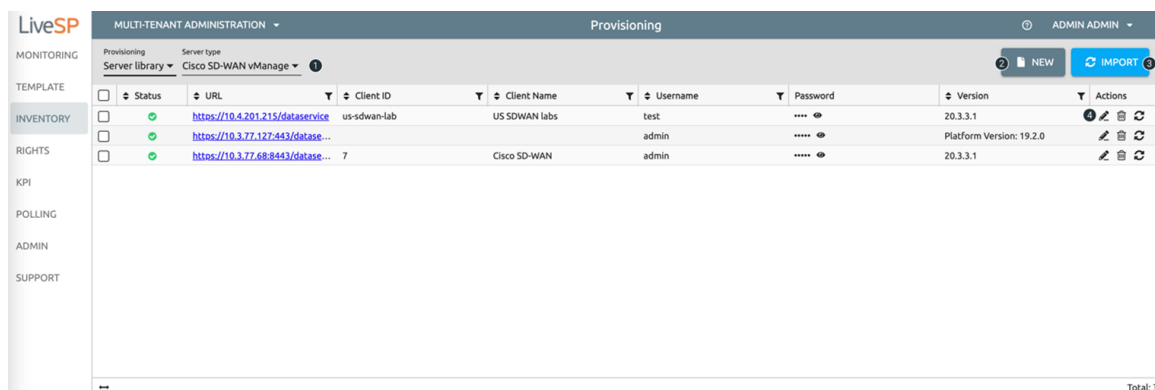 LiveSP
MULTI-TENANT ADMINISTRATION
Provisioning
ADMIN ADMIN
MONITORING
TEMPLATE
INVENTORY
RIGHTS
KPI
POLLING
ADMIN
SUPPORT
Provisioning
Server type
Server library
Cisco SD-WAN vManage
1
2
NEW
IMPORT
3
Status URL Client ID Client Name Username Password Version Actions
https://10.4.201.215/dataservice us-sdwan-lab US SDWAN labs test •••• 20.3.3.1 4
https://10.3.77.127:443/datase... admin ••••• Platform Version: 19.2.0
https://10.3.77.68:8443/datase... 7 Cisco SD-WAN admin ••••• 20.3.3.1
Total: